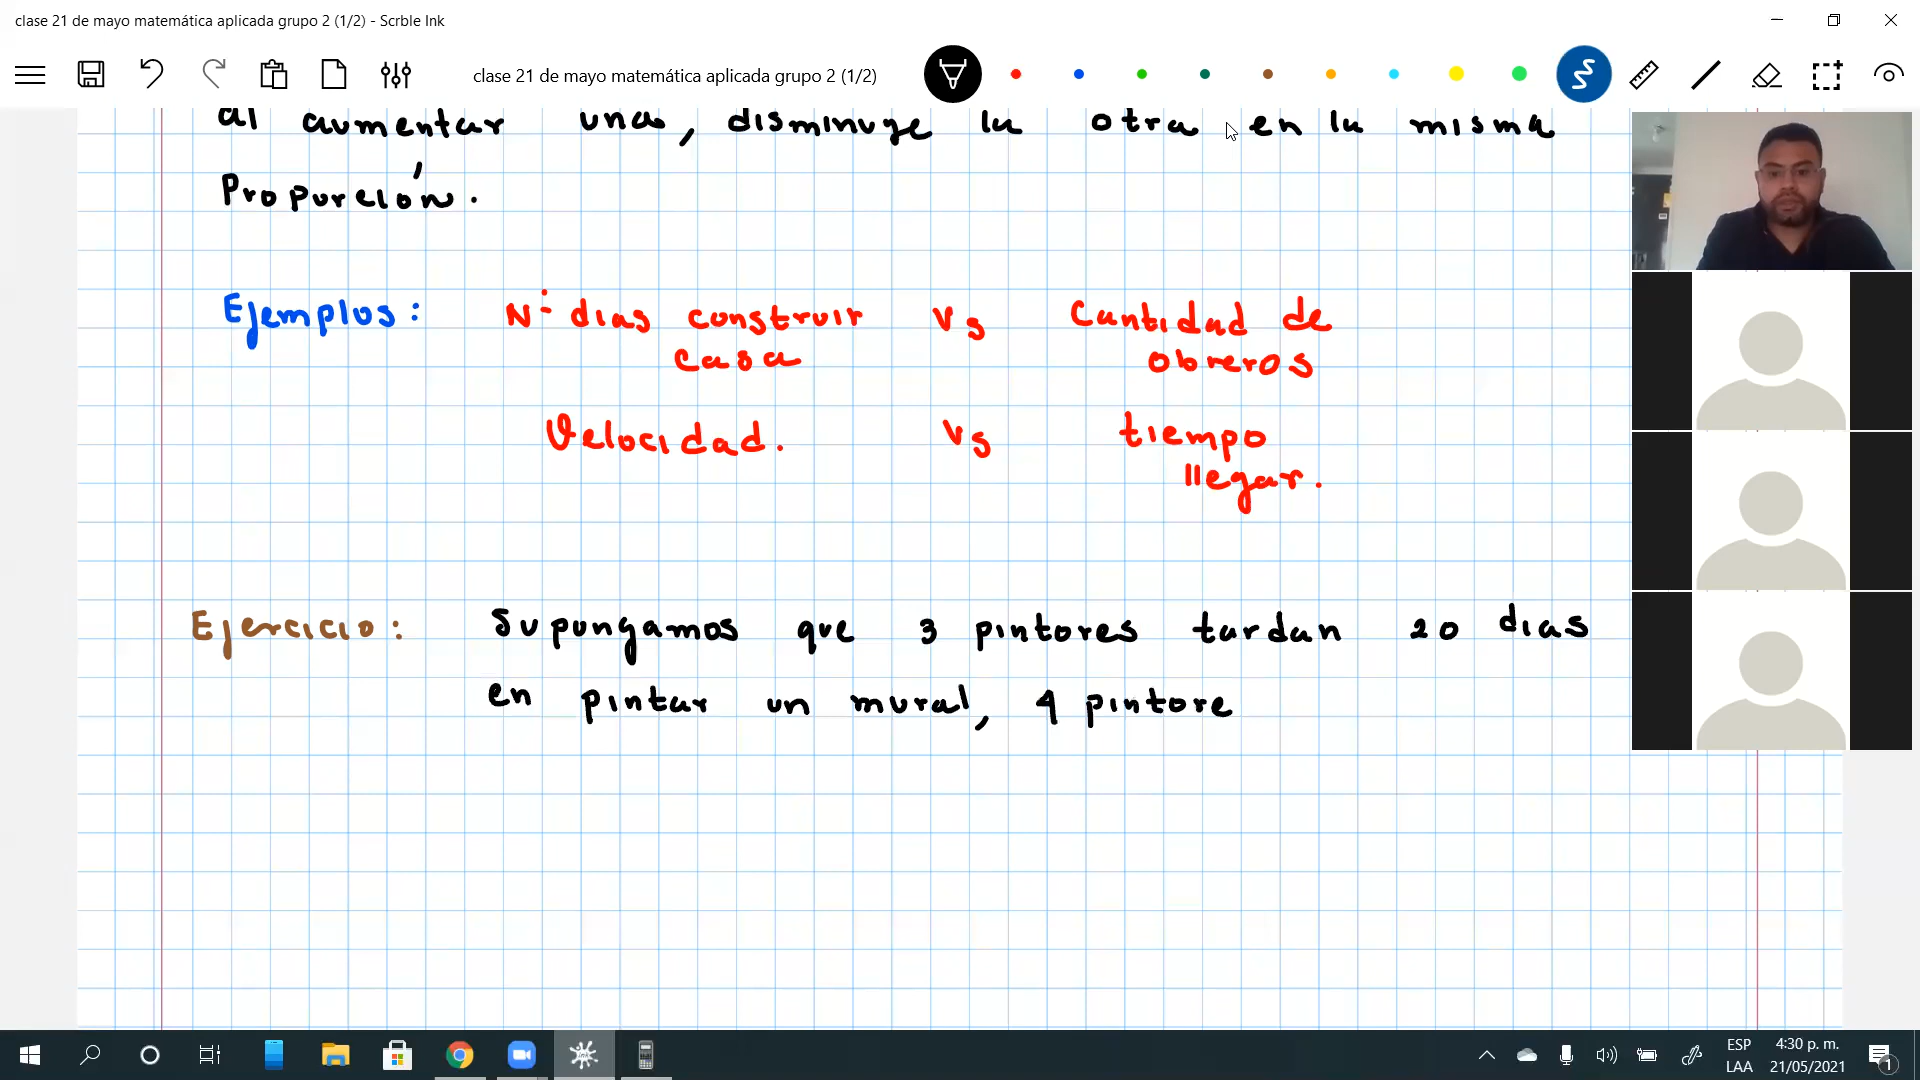 clase 21 de mayo matemática aplicada grupo 2 (1/2) - Scrble Ink
clase 21 de mayo matemática aplicada grupo 2 (1/2)
al aumentar una, disminuye la otra en la misma
Proporción.
Ejemplos: N° dias construir casa Vs Cantidad de obreros
Velocidad. Vs tiempo llegar.
Ejercicio: Supongamos que 3 pintores tardan 20 dias
en pintar un mural, 4 pintore
ESP 4:30 p. m.
LAA 21/05/2021 1